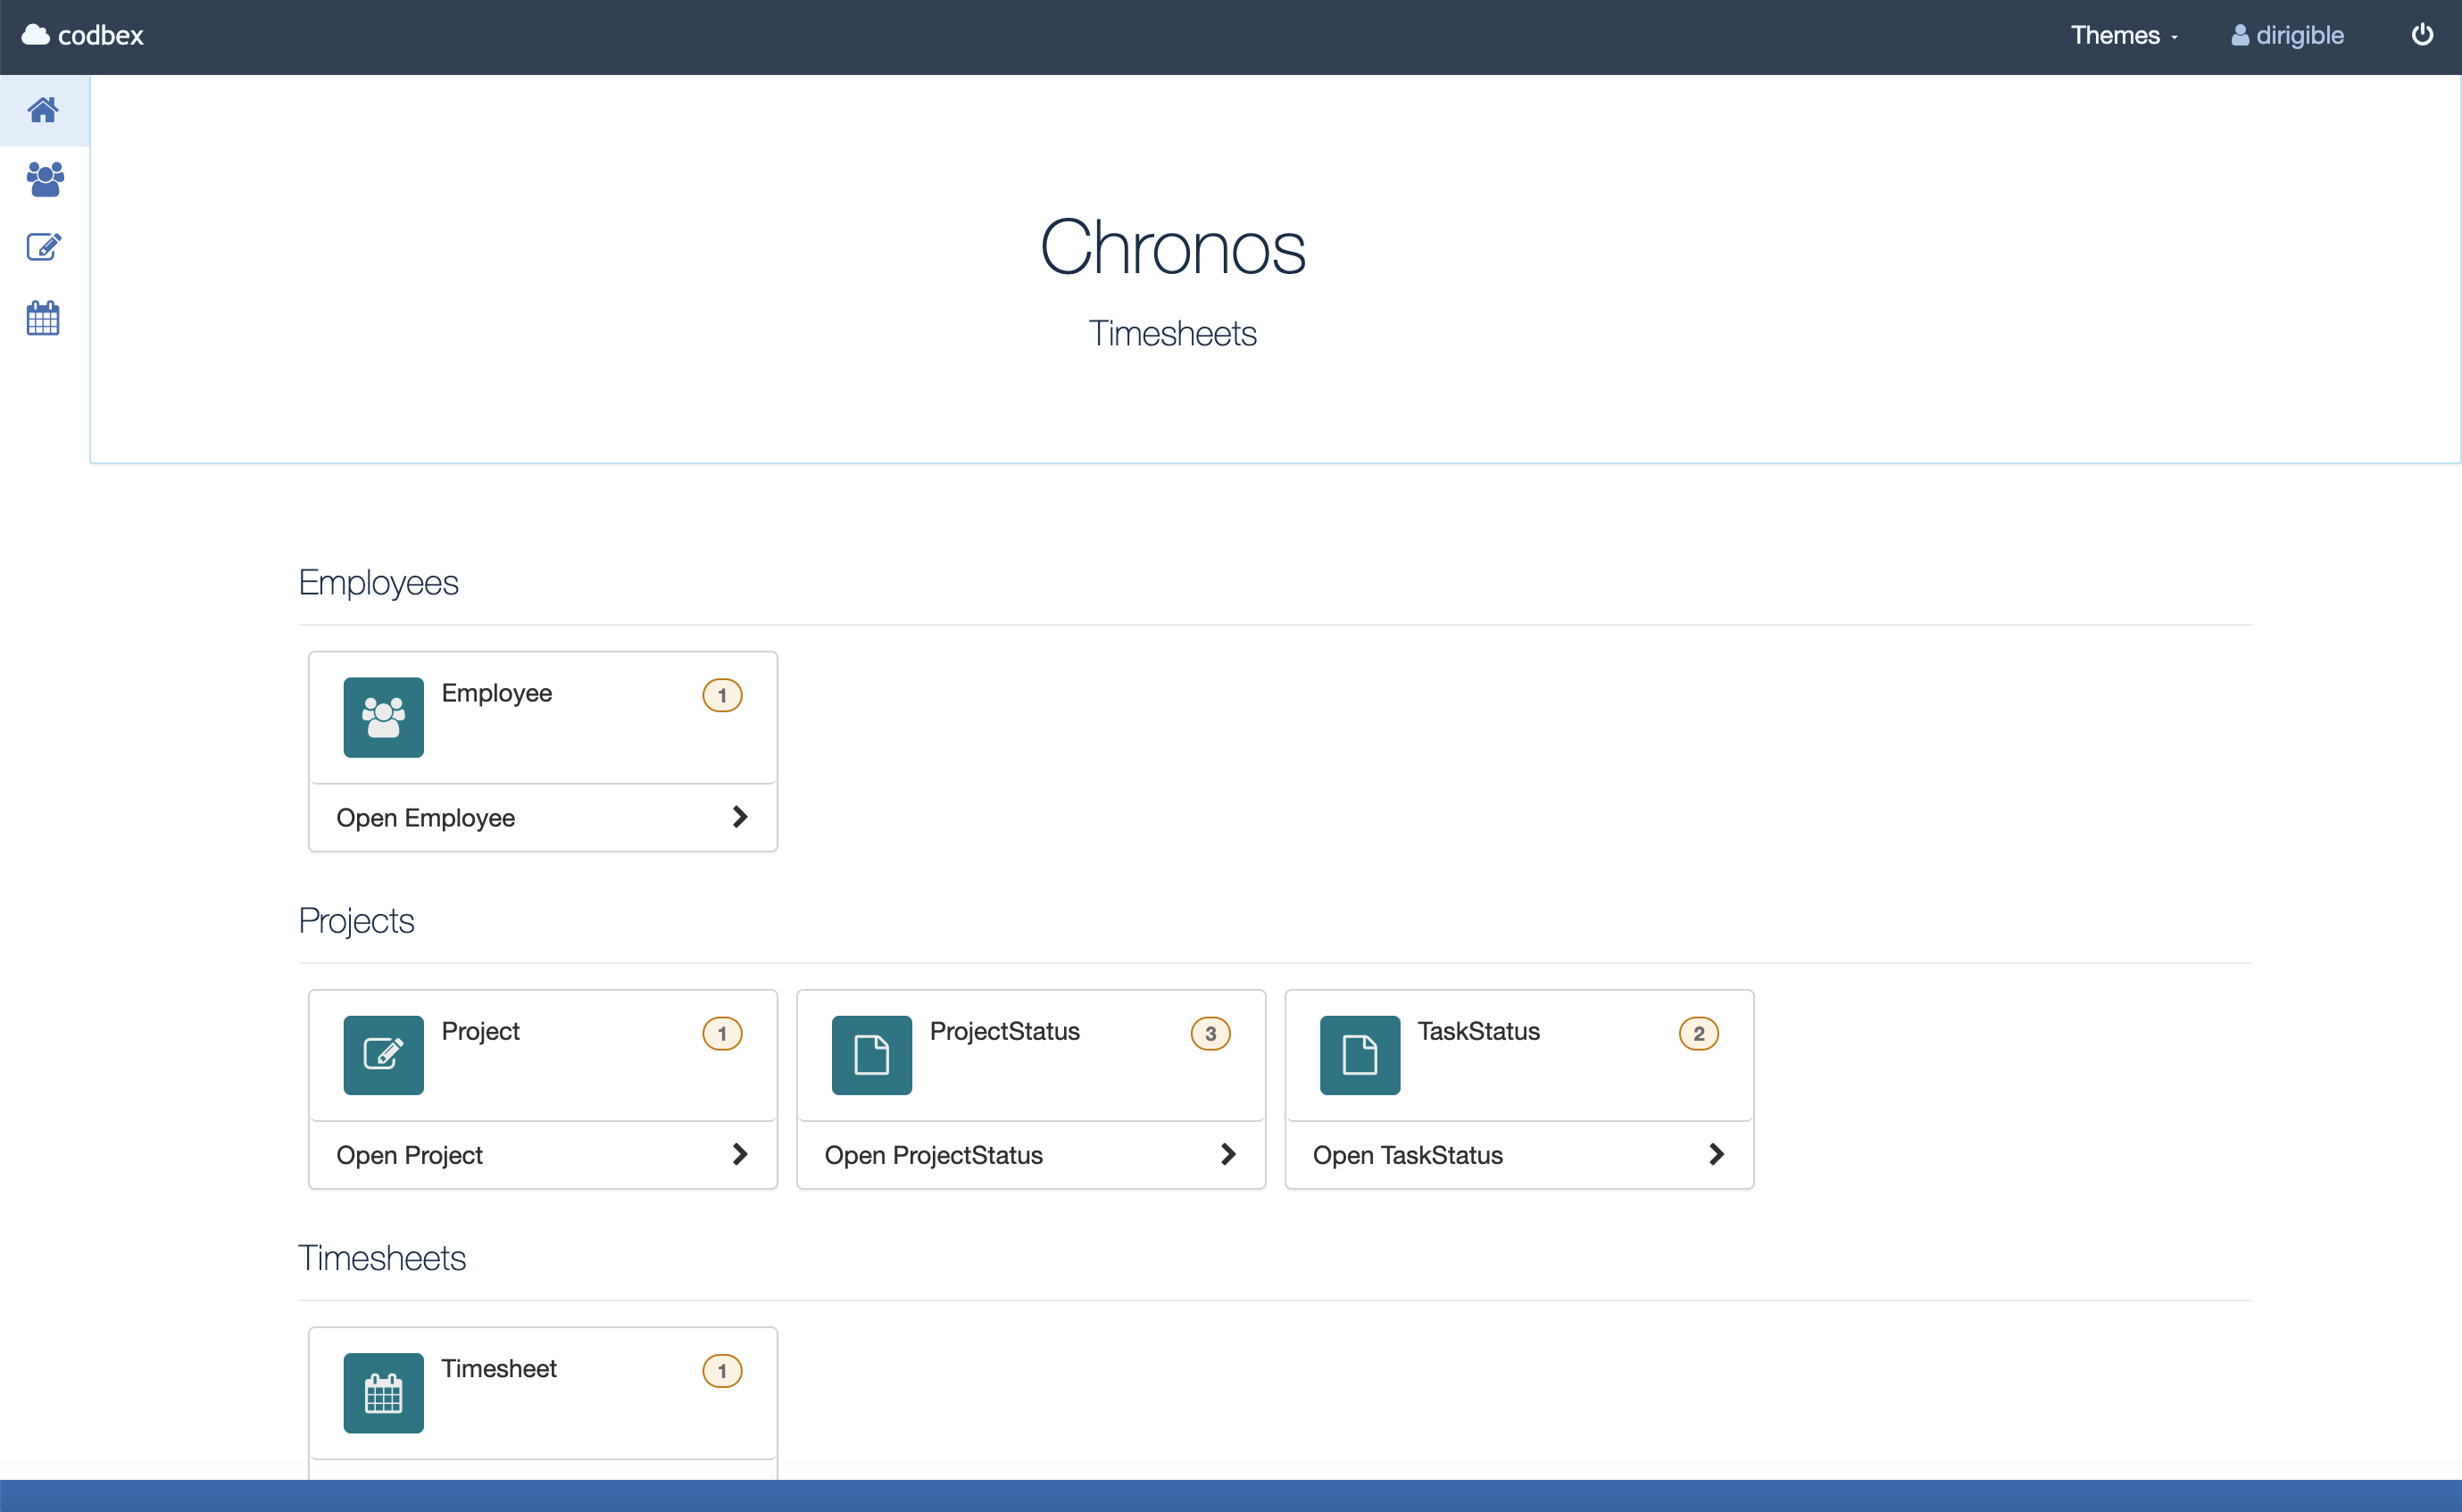 codbex
Themes
dirigible
Chronos
Timesheets
Employees
Employee 1
Open Employee
Projects
Project 1
ProjectStatus 3
TaskStatus 2
Open Project
Open ProjectStatus
Open TaskStatus
Timesheets
Timesheet 1